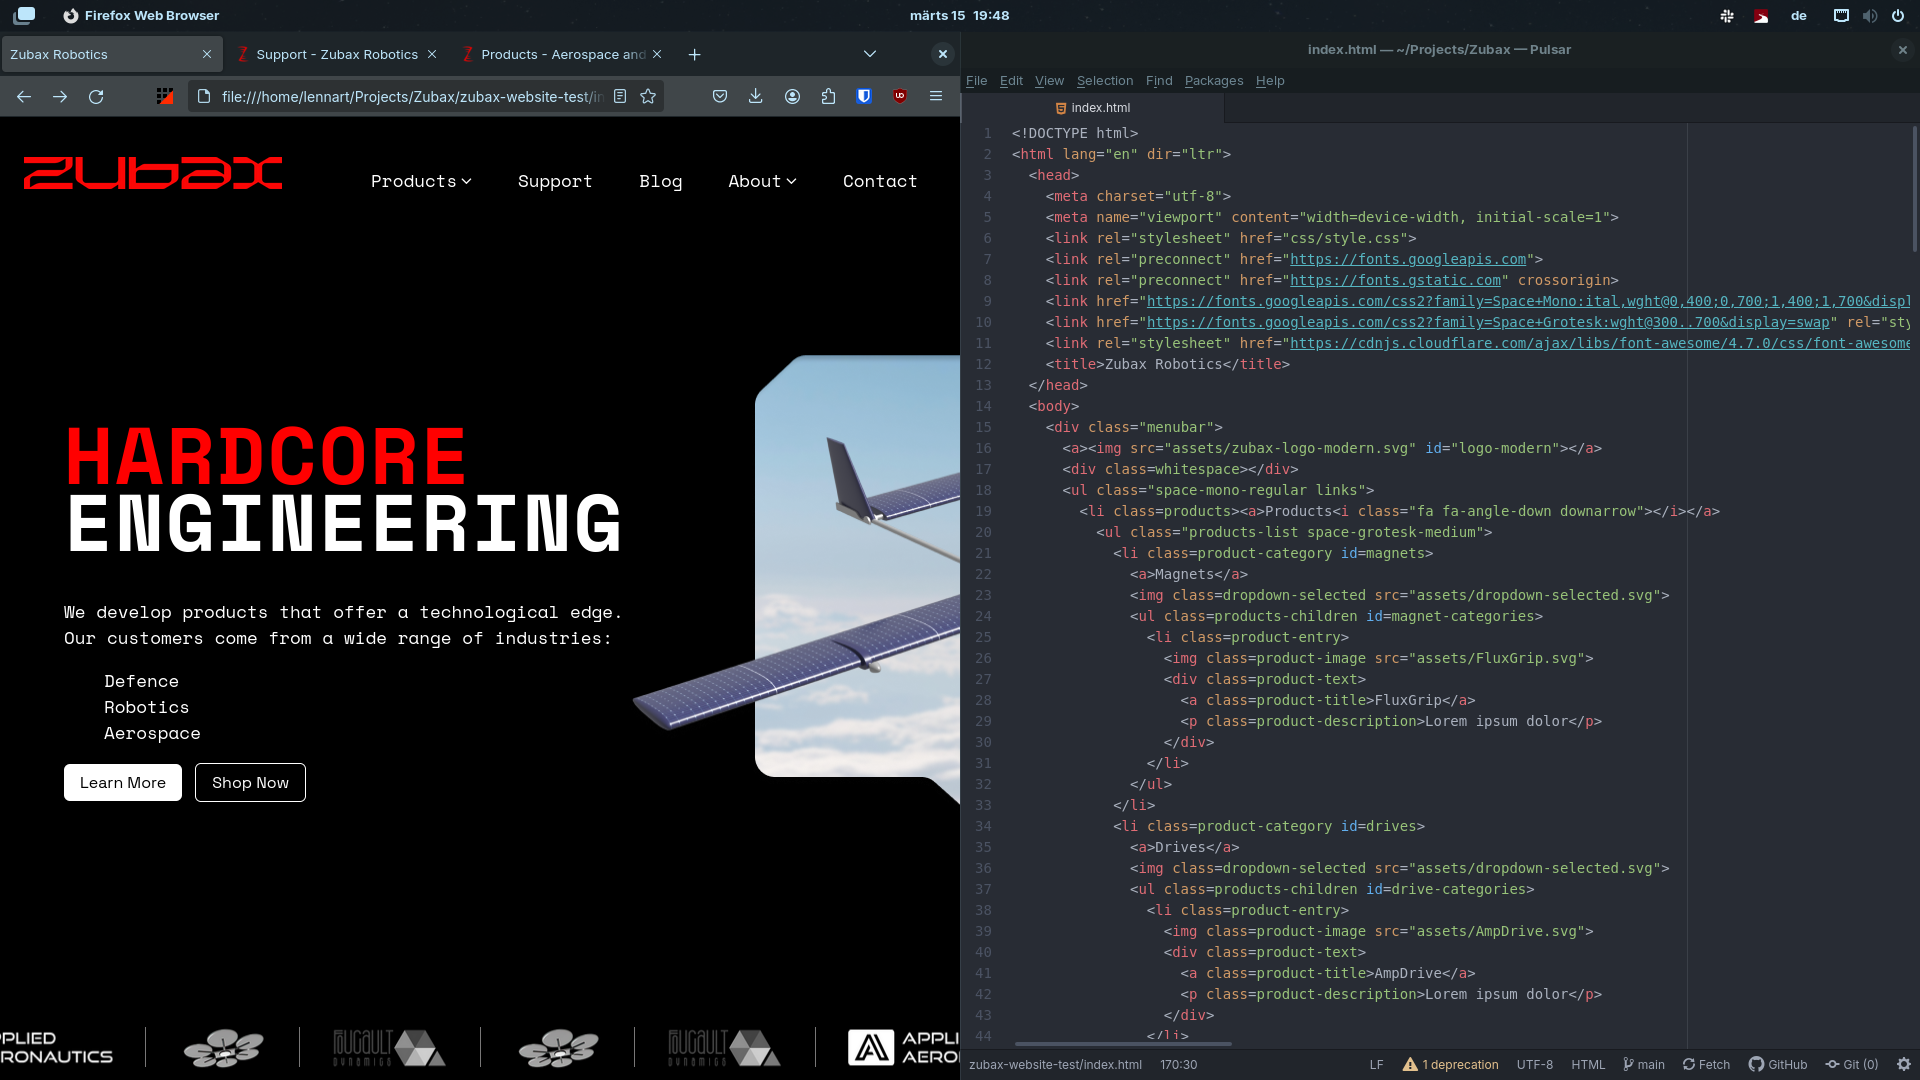 Firefox Web Browser
märts 15 19:48
de
Zubax Robotics
Support - Zubax Robotics
Products - Aerospace and
file:///home/lennart/Projects/Zubax/zubax-website-test/in
zubax
Products
Support
Blog
About
Contact
HARDCORE
ENGINEERING
We develop products that offer a technological edge.
Our customers come from a wide range of industries:
Defence
Robotics
Aerospace
Learn More
Shop Now
PPLIED
RONAUTICS
FOUCAULT
DYNAMICS
FOUCAULT
DYNAMICS
APPLI
AERO
index.html — ~/Projects/Zubax — Pulsar
File Edit View Selection Find Packages Help
index.html
1 <!DOCTYPE html>
2 <html lang="en" dir="ltr">
3 <head>
4 <meta charset="utf-8">
5 <meta name="viewport" content="width=device-width, initial-scale=1">
6 <link rel="stylesheet" href="css/style.css">
7 <link rel="preconnect" href="https://fonts.googleapis.com">
8 <link rel="preconnect" href="https://fonts.gstatic.com" crossorigin>
9 <link href="https://fonts.googleapis.com/css2?family=Space+Mono:ital,wght@0,400;0,700;1,400;1,700&displ
10 <link href="https://fonts.googleapis.com/css2?family=Space+Grotesk:wght@300..700&display=swap" rel="sty
11 <link rel="stylesheet" href="https://cdnjs.cloudflare.com/ajax/libs/font-awesome/4.7.0/css/font-awesome
12 <title>Zubax Robotics</title>
13 </head>
14 <body>
15 <div class="menubar">
16 <a><img src="assets/zubax-logo-modern.svg" id="logo-modern"></a>
17 <div class=whitespace></div>
18 <ul class="space-mono-regular links">
19 <li class=products><a>Products<i class="fa fa-angle-down downarrow"></i></a>
20 <ul class="products-list space-grotesk-medium">
21 <li class=product-category id=magnets>
22 <a>Magnets</a>
23 <img class=dropdown-selected src="assets/dropdown-selected.svg">
24 <ul class=products-children id=magnet-categories>
25 <li class=product-entry>
26 <img class=product-image src="assets/FluxGrip.svg">
27 <div class=product-text>
28 <a class=product-title>FluxGrip</a>
29 <p class=product-description>Lorem ipsum dolor</p>
30 </div>
31 </li>
32 </ul>
33 </li>
34 <li class=product-category id=drives>
35 <a>Drives</a>
36 <img class=dropdown-selected src="assets/dropdown-selected.svg">
37 <ul class=products-children id=drive-categories>
38 <li class=product-entry>
39 <img class=product-image src="assets/AmpDrive.svg">
40 <div class=product-text>
41 <a class=product-title>AmpDrive</a>
42 <p class=product-description>Lorem ipsum dolor</p>
43 </div>
44 </li>
zubax-website-test/index.html 170:30
LF 1 deprecation UTF-8 HTML main Fetch GitHub Git (0)